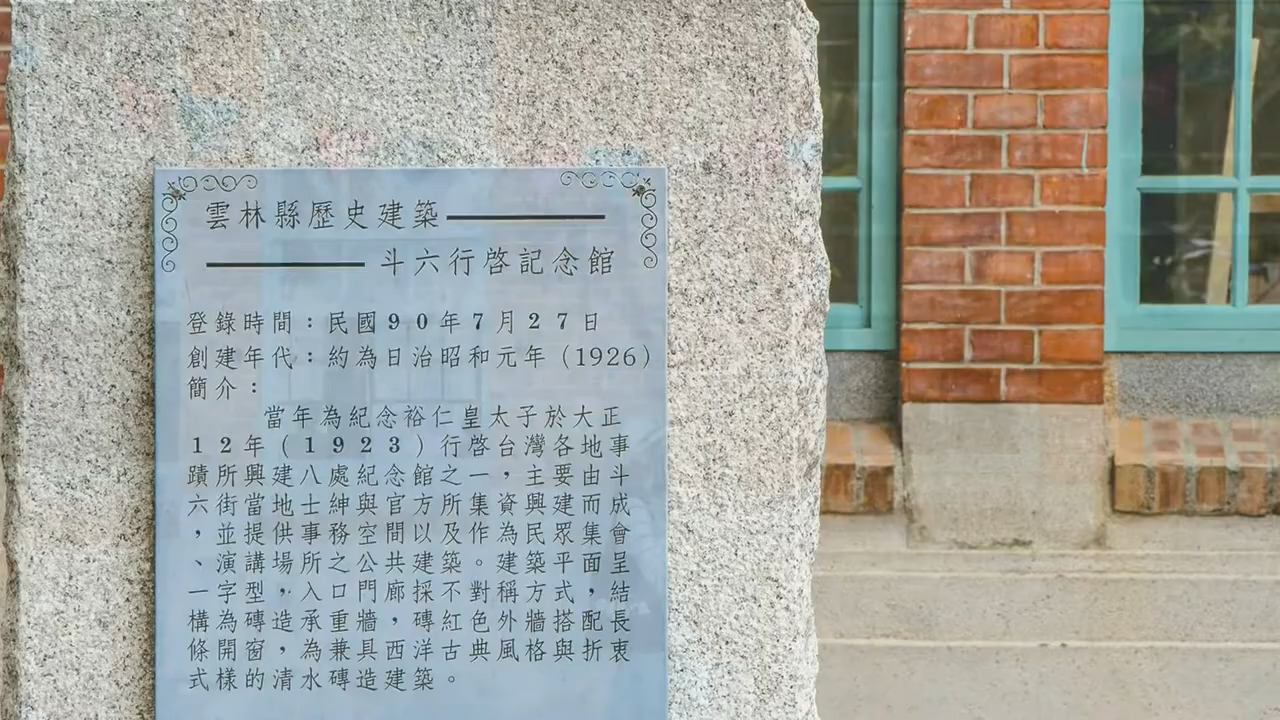 雲林縣歷史建築
斗六行啓記念館
登錄時間：民國90年7月27日
創建年代：約為日治昭和元年（1926）
簡介：
當年為紀念裕仁皇太子於大正
12年（1923）行啓台灣各地事
蹟所興建八處紀念館之一，主要由斗
六街當地士紳與官方所集資興建而成
，並提供事務空間以及作為民眾集會
、演講場所之公共建築。建築平面呈
一字型，入口門廊採不對稱方式，結
構為磚造承重牆，磚紅色外牆搭配長
條開窗，為兼具西洋古典風格與折衷
式樣的清水磚造建築。